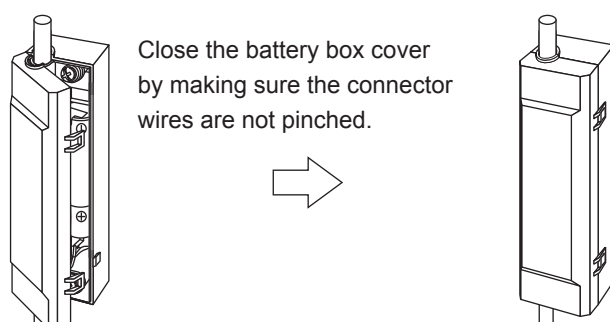 Close the battery box cover
by making sure the connector
wires are not pinched.